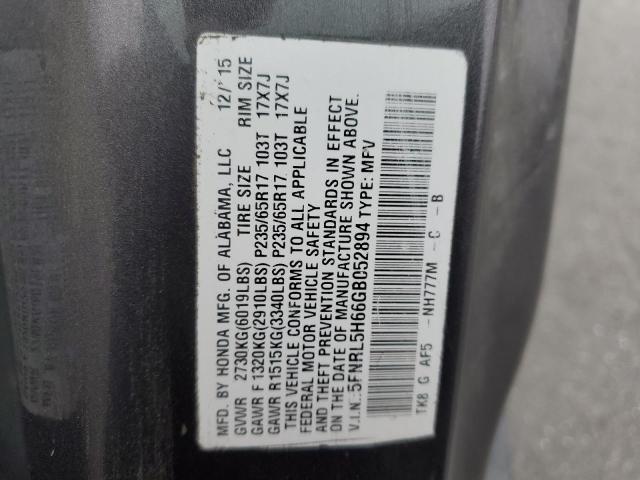 MFD. BY HONDA MFG. OF ALABAMA, LLC 12/15
GVWR 2730KG(6019LBS) TIRE SIZE RIM SIZE
GAWR F 1320KG(2910LBS) P235/65R17 103T 17X7J
GAWR R1515KG(3340LBS) P235/65R17 103T 17X7J
THIS VEHICLE CONFORMS TO ALL APPLICABLE
FEDERAL MOTOR VEHICLE SAFETY
AND THEFT PREVENTION STANDARDS IN EFFECT
ON THE DATE OF MANUFACTURE SHOWN ABOVE.
V.I.N.:5FNRL5H66GB052894 TYPE: MPV
TK8 G AF5 -NH777M -C -B